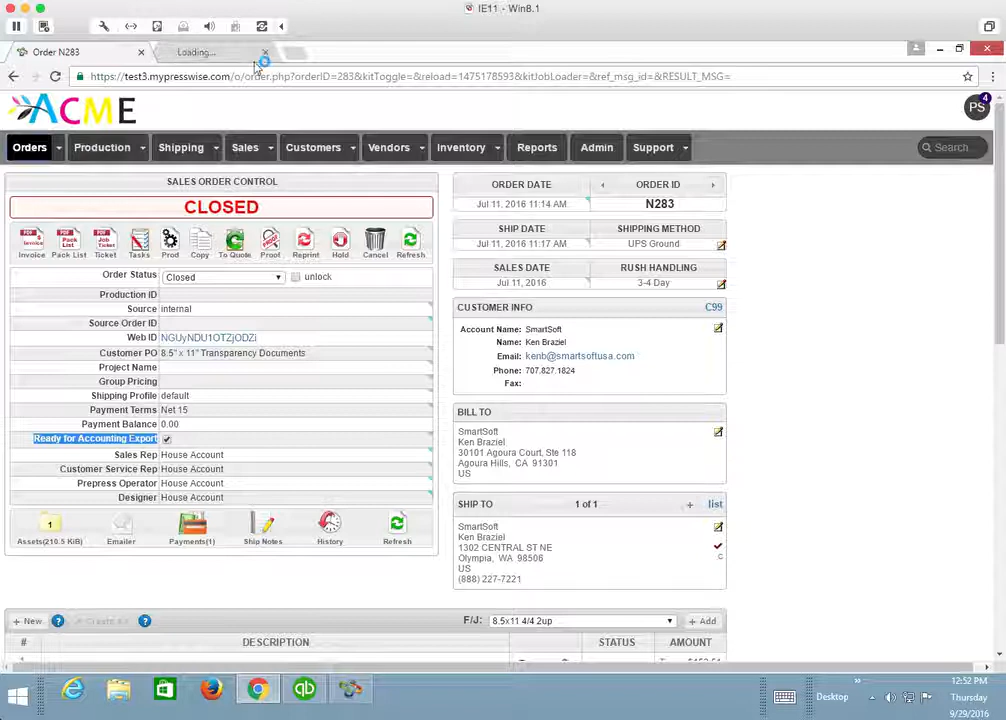 IE11 - Win8.1
Order N283
Loading...
https://test3.mypresswise.com/o/order.php?orderID=283&kitToggle=&reload=1475178593&kitJobLoader=&ref_msg_id=&RESULT_MSG=
ACME
PS 4
Orders Production Shipping Sales Customers Vendors Inventory Reports Admin Support Search
SALES ORDER CONTROL
CLOSED
Invoice Pack List Job Ticket Tasks Prod Copy To Quote Proof Reprint Hold Cancel Refresh
Order Status Closed unlock
Production ID
Source internal
Source Order ID
Web ID NGUyNDU1OTZjODZi
Customer PO 8.5" x 11" Transparency Documents
Project Name
Group Pricing
Shipping Profile default
Payment Terms Net 15
Payment Balance 0.00
Ready for Accounting Export
Sales Rep House Account
Customer Service Rep House Account
Prepress Operator House Account
Designer House Account
Assets(210.5 KiB) Emailer Payments(1) Ship Notes History Refresh
ORDER DATE ORDER ID
Jul 11, 2016 11:14 AM N283
SHIP DATE SHIPPING METHOD
Jul 11, 2016 11:17 AM UPS Ground
SALES DATE RUSH HANDLING
Jul 11, 2016 3-4 Day
CUSTOMER INFO C99
Account Name: SmartSoft
Name: Ken Braziel
Email: kenb@smartsoftusa.com
Phone: 707.827.1824
Fax:
BILL TO
SmartSoft
Ken Braziel
30101 Agoura Court, Ste 118
Agoura Hills, CA 91301
US
SHIP TO 1 of 1 + list
SmartSoft
Ken Braziel
1302 CENTRAL ST NE
Olympia, WA 98506
US
(888) 227-7221
+ New ? ? F/J: 8.5x11 4/4 2up + Add
# DESCRIPTION STATUS AMOUNT
Desktop
12:52 PM
Thursday
9/29/2016